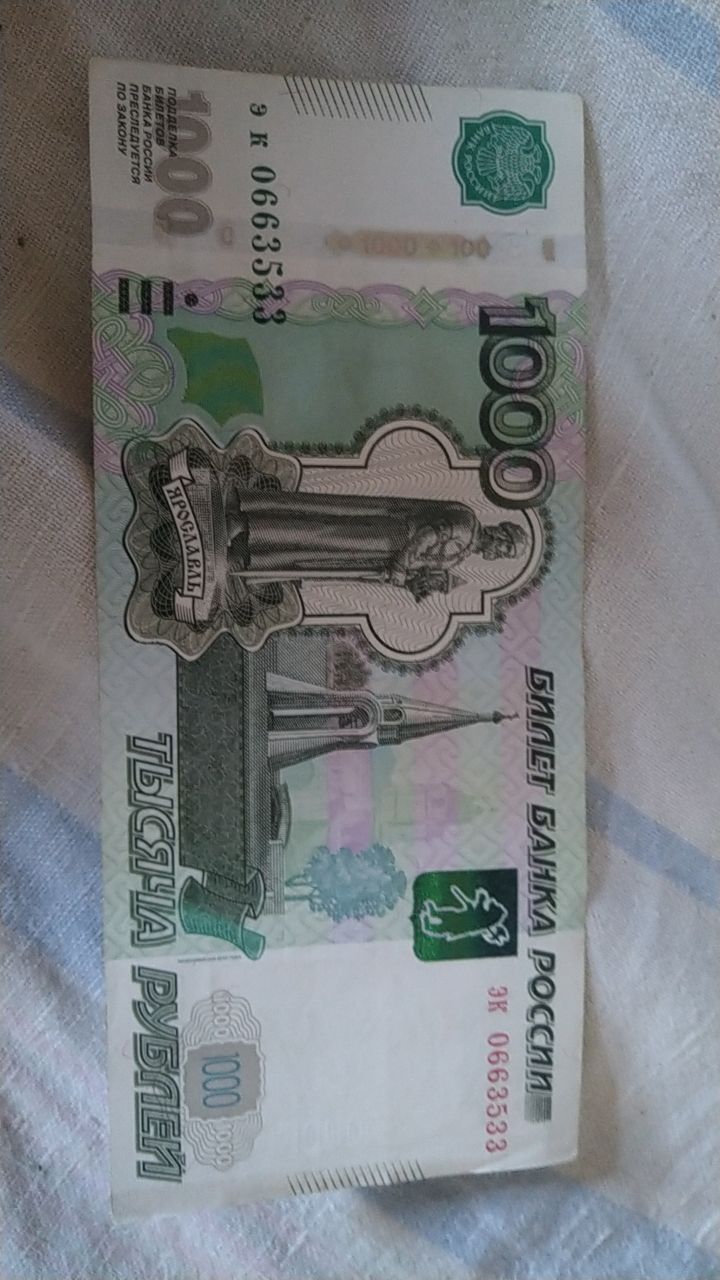 БАНК РОССИИ
1000
БИЛЕТ БАНКА РОССИИ
эк 0663533
эк 0663533
1000
ПОДДЕЛКА
БИЛЕТОВ
БАНКА РОССИИ
ПРЕСЛЕДУЕТСЯ
ПО ЗАКОНУ
ЯРОСЛАВЛЬ
1000 1000 1000
ТЫСЯЧА РУБЛЕЙ